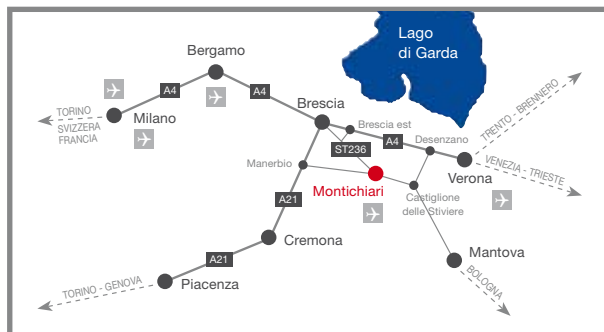 Lago
di Garda
Bergamo
A4
A4
TORINO
SVIZZERA
FRANCIA
Milano
Brescia
Brescia est
ST236
A4
Desenzano
TRENTO - BRENNERO
VENEZIA - TRIESTE
Verona
Manerbio
Montichiari
Castiglione
delle Stiviere
A21
Cremona
A21
Piacenza
TORINO - GENOVA
Mantova
BOLOGNA